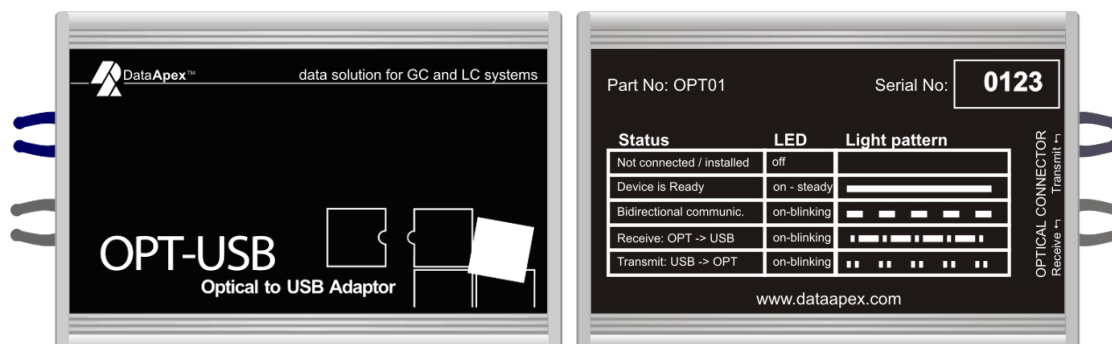 DataApex™
data solution for GC and LC systems
OPT-USB
Optical to USB Adaptor
Part No: OPT01
Serial No: 0123
Status LED Light pattern
Not connected / installed off
Device is Ready on - steady
Bidirectional communic. on-blinking
Receive: OPT -> USB on-blinking
Transmit: USB -> OPT on-blinking
OPTICAL CONNECTOR
Receive ↰ Transmit ↰
www.dataapex.com